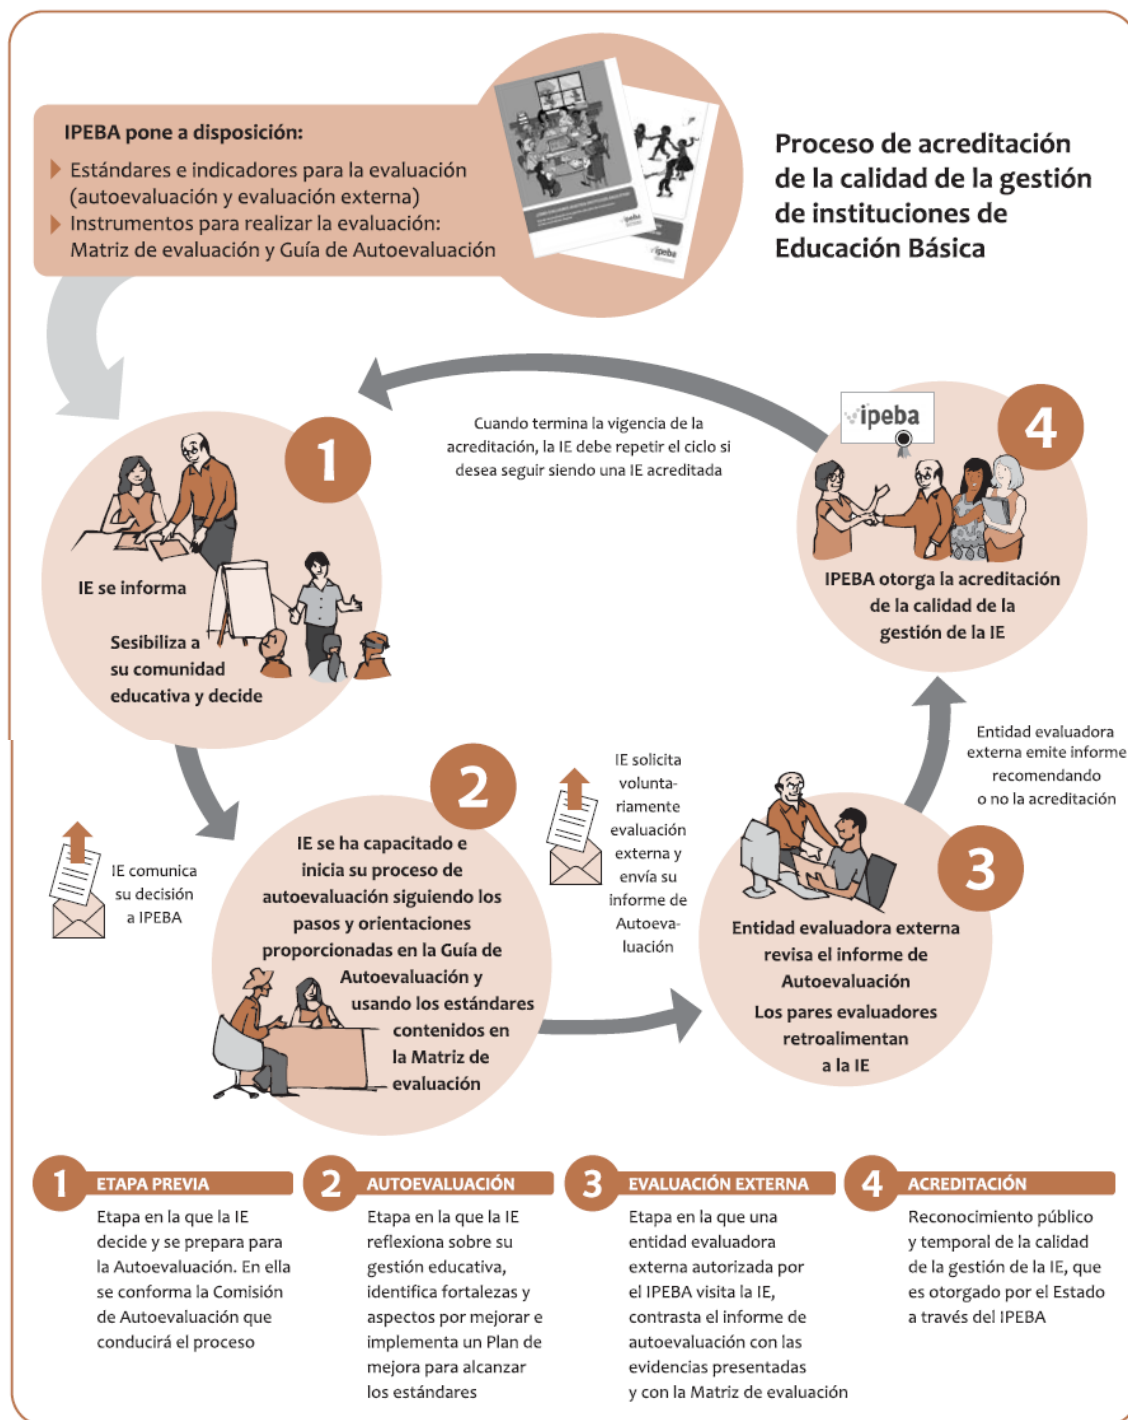 IPEBA pone a disposición:
Estándares e indicadores para la evaluación
(autoevaluación y evaluación externa)
Instrumentos para realizar la evaluación:
Matriz de evaluación y Guía de Autoevaluación
ipeba
ipeba
Proceso de acreditación
de la calidad de la gestión
de instituciones de
Educación Básica
Cuando termina la vigencia de la
acreditación, la IE debe repetir el ciclo si
desea seguir siendo una IE acreditada
1
IE se informa
Sesibiliza a
su comunidad
educativa y decide
ipeba
4
IPEBA otorga la acreditación
de la calidad de la
gestión de la IE
IE comunica
su decisión
a IPEBA
2
IE se ha capacitado e
inicia su proceso de
autoevaluación siguiendo los
pasos y orientaciones
proporcionadas en la Guía de
Autoevaluación y
usando los estándares
contenidos en
la Matriz de
evaluación
IE solicita
volunta-
riamente
evaluación
externa y
envía su
informe de
Autoeva-
luación
3
Entidad evaluadora externa
revisa el informe de
Autoevaluación
Los pares evaluadores
retroalimentan
a la IE
Entidad evaluadora
externa emite informe
recomendando
o no la acreditación
1 ETAPA PREVIA
Etapa en la que la IE
decide y se prepara para
la Autoevaluación. En ella
se conforma la Comisión
de Autoevaluación que
conducirá el proceso
2 AUTOEVALUACIÓN
Etapa en la que la IE
reflexiona sobre su
gestión educativa,
identifica fortalezas y
aspectos por mejorar e
implementa un Plan de
mejora para alcanzar
los estándares
3 EVALUACIÓN EXTERNA
Etapa en la que una
entidad evaluadora
externa autorizada por
el IPEBA visita la IE,
contrasta el informe de
autoevaluación con las
evidencias presentadas
y con la Matriz de evaluación
4 ACREDITACIÓN
Reconocimiento público
y temporal de la calidad
de la gestión de la IE, que
es otorgado por el Estado
a través del IPEBA